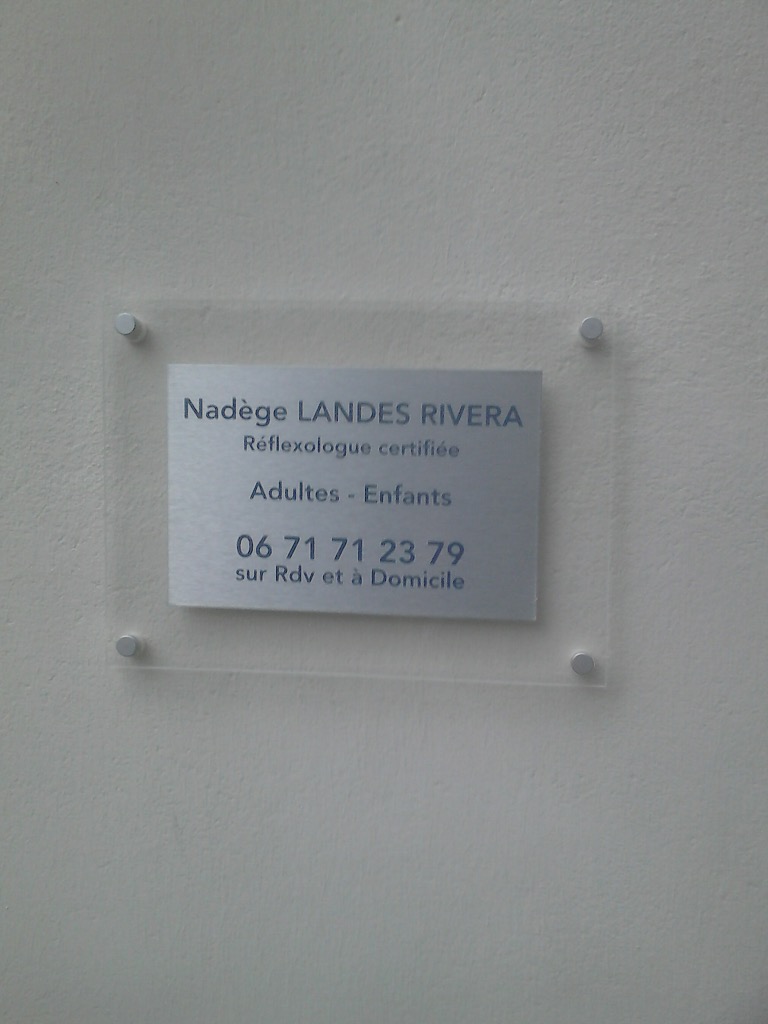 Nadège LANDES RIVERA
Réflexologue certifiée
Adultes - Enfants
06 71 71 23 79
sur Rdv et à Domicile